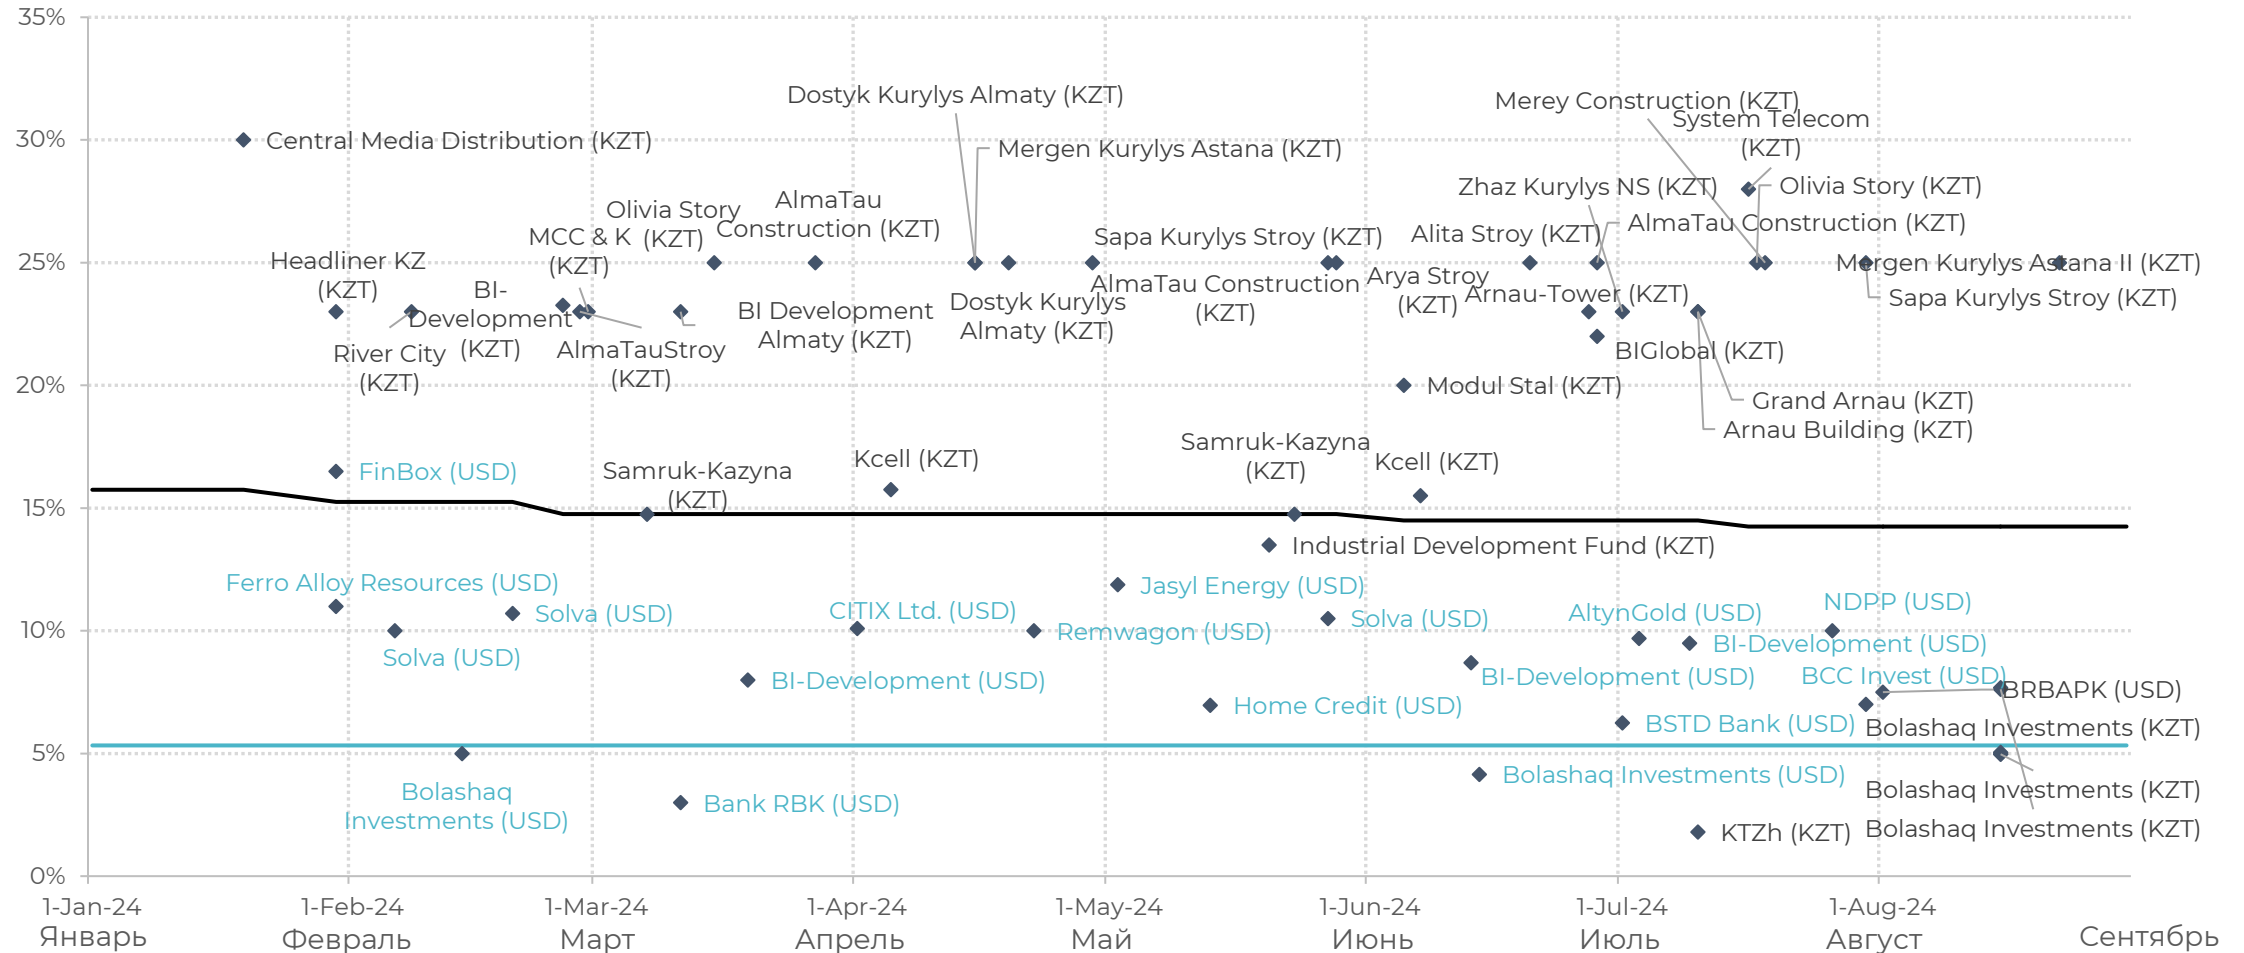 35%
Dostyk Kurylys Almaty (KZT)
Merey Construction (KZT)
System Telecom
(KZT)
30%
Central Media Distribution (KZT)
Mergen Kurylys Astana (KZT)
Zhaz Kurylys NS (KZT)
Olivia Story (KZT)
Olivia Story
(KZT)
AlmaTau
Construction (KZT)
AlmaTau Construction (KZT)
MCC & K
(KZT)
Sapa Kurylys Stroy (KZT)
Alita Stroy (KZT)
25%
Headliner KZ
(KZT)
Mergen Kurylys Astana II (KZT)
BI-
Development
(KZT)
AlmaTau Construction
(KZT)
Arya Stroy
(KZT)
Arnau-Tower (KZT)
Sapa Kurylys Stroy (KZT)
BI Development
Almaty (KZT)
Dostyk Kurylys
Almaty (KZT)
River City
(KZT)
AlmaTauStroy
(KZT)
BIGlobal (KZT)
20%
Modul Stal (KZT)
Grand Arnau (KZT)
Arnau Building (KZT)
FinBox (USD)
Samruk-Kazyna
(KZT)
Kcell (KZT)
Samruk-Kazyna
(KZT)
Kcell (KZT)
15%
Industrial Development Fund (KZT)
Ferro Alloy Resources (USD)
Solva (USD)
CITIX Ltd. (USD)
Jasyl Energy (USD)
Solva (USD)
AltynGold (USD)
NDPP (USD)
10%
Remwagon (USD)
BI-Development (USD)
Solva (USD)
BI-Development (USD)
BI-Development (USD)
BCC Invest (USD)
BRBAPK (USD)
Home Credit (USD)
BSTD Bank (USD)
Bolashaq Investments (KZT)
5%
Bolashaq
Investments (USD)
Bank RBK (USD)
Bolashaq Investments (USD)
Bolashaq Investments (KZT)
KTZh (KZT)
Bolashaq Investments (KZT)
0%
1-Jan-24
1-Feb-24
1-Mar-24
1-Apr-24
1-May-24
1-Jun-24
1-Jul-24
1-Aug-24
Январь
Февраль
Март
Апрель
Май
Июнь
Июль
Август
Сентябрь